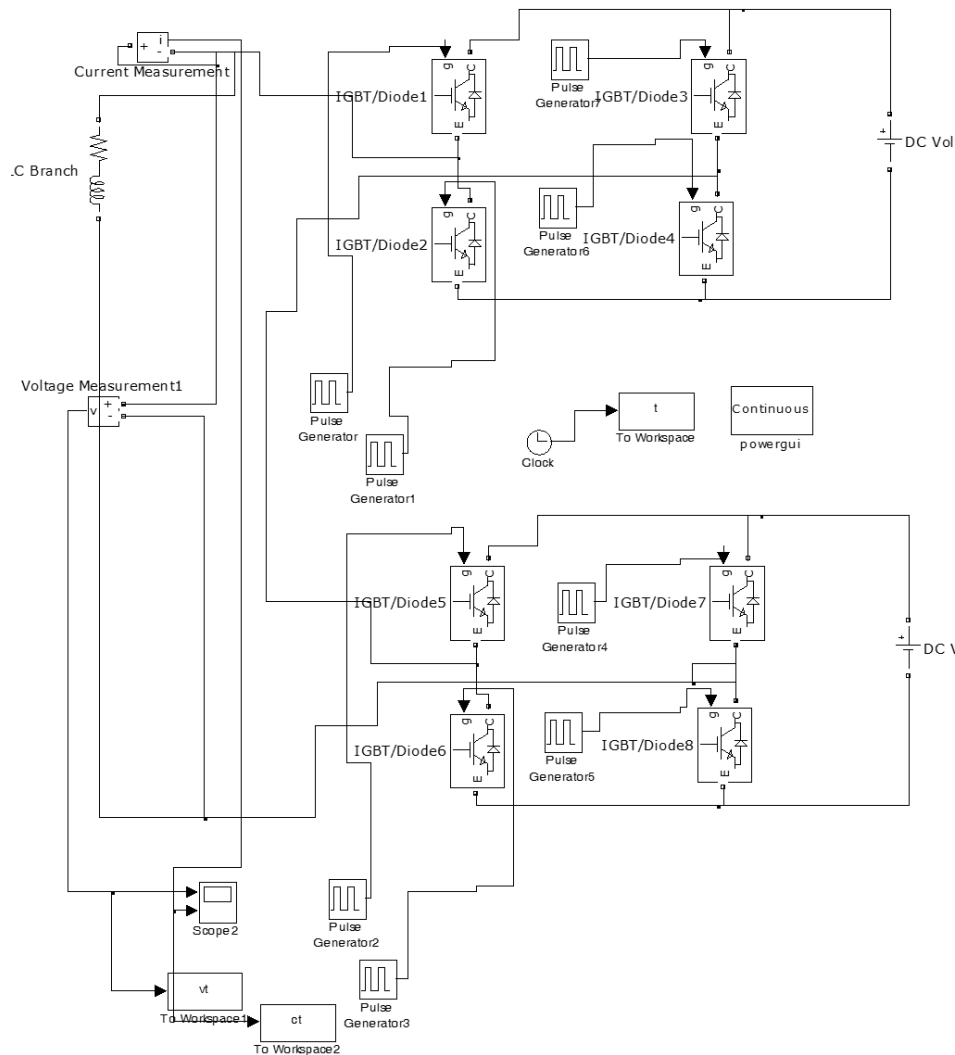 i
+
-
Current Measurement
g
C
E
IGBT/Diode1
Pulse
Generator7
g
C
E
IGBT/Diode3
+
DC Vol
C Branch
g
C
E
IGBT/Diode2
Pulse
Generator6
g
C
E
IGBT/Diode4
Voltage Measurement1
v
+
-
Pulse
Generator
Pulse
Generator1
t
To Workspace
Clock
Continuous
powergui
g
C
E
IGBT/Diode5
Pulse
Generator4
g
C
E
IGBT/Diode7
+
DC V
g
C
E
IGBT/Diode6
Pulse
Generator5
g
C
E
IGBT/Diode8
Scope2
Pulse
Generator2
vt
To Workspace1
Pulse
Generator3
ct
To Workspace2